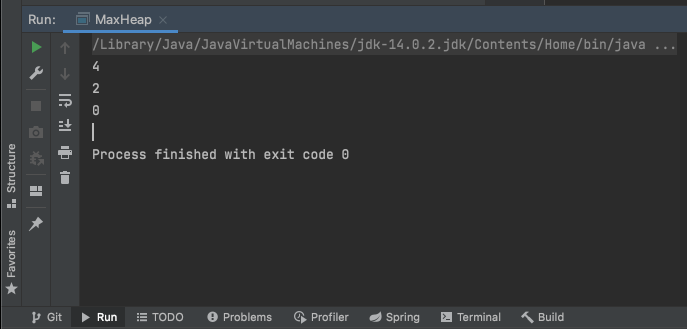 Run: MaxHeap
/Library/Java/JavaVirtualMachines/jdk-14.0.2.jdk/Contents/Home/bin/java ...
4
2
0
Process finished with exit code 0
Structure
Favorites
Git Run TODO Problems Profiler Spring Terminal Build